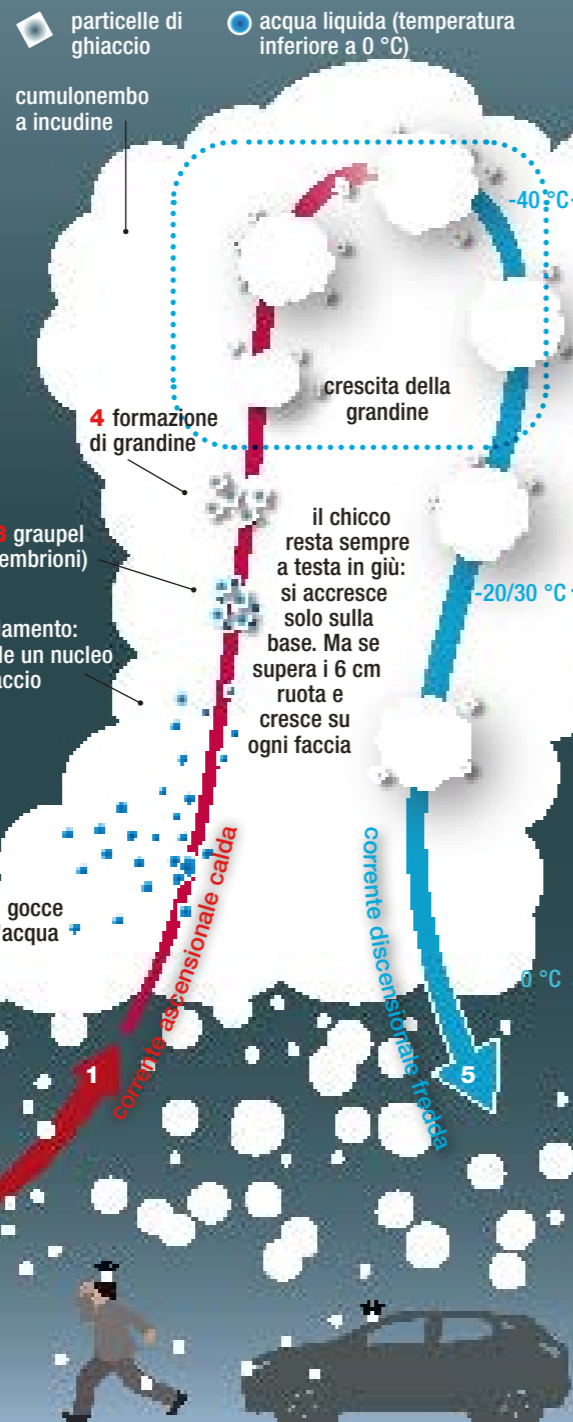 particelle di
ghiaccio
acqua liquida (temperatura
inferiore a 0 °C)
cumulonembo
a incudine
-40 °C
crescita della
grandine
4 formazione
di grandine
3 graupel
embrioni)
il chicco
resta sempre
a testa in giù:
si accresce
solo sulla
base. Ma se
supera i 6 cm
ruota e
cresce su
ogni faccia
-20/30 °C
un nucleo
gocce
acqua
corrente ascensionale calda
corrente discensionale fredda
0 °C
1
5